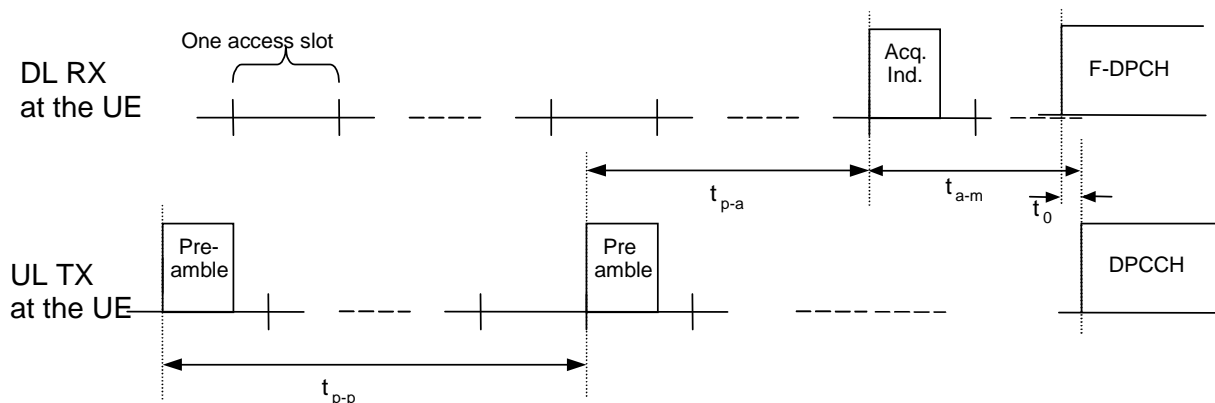 One access slot
DL RX
at the UE
Acq.
Ind.
F-DPCH
t p-a
t a-m
t 0
UL TX
at the UE
Pre-
amble
Pre
amble
DPCCH
t p-p